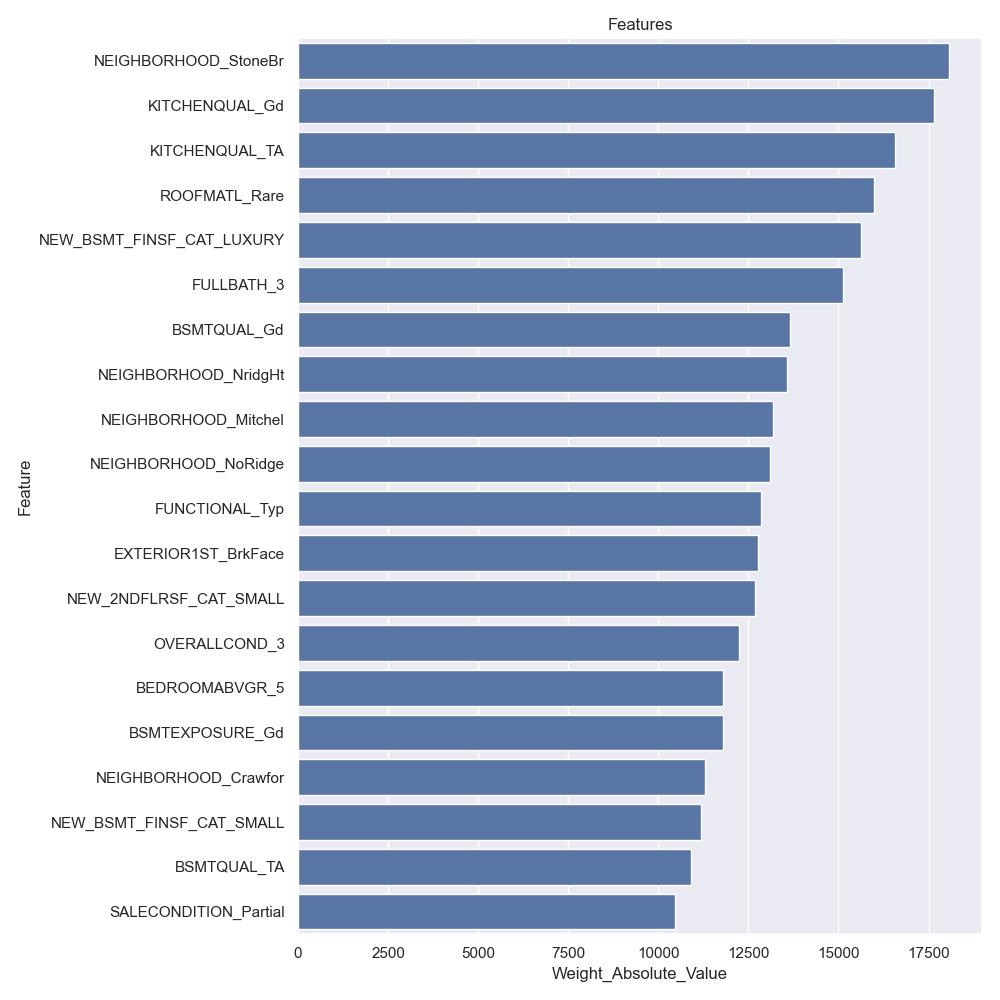 Features
NEIGHBORHOOD_StoneBr
KITCHENQUAL_Gd
KITCHENQUAL_TA
ROOFMATL_Rare
NEW_BSMT_FINSF_CAT_LUXURY
FULLBATH_3
BSMTQUAL_Gd
NEIGHBORHOOD_NridgHt
NEIGHBORHOOD_Mitchel
NEIGHBORHOOD_NoRidge
FUNCTIONAL_Typ
EXTERIOR1ST_BrkFace
NEW_2NDFLRSF_CAT_SMALL
OVERALLCOND_3
BEDROOMABVGR_5
BSMTEXPOSURE_Gd
NEIGHBORHOOD_Crawfor
NEW_BSMT_FINSF_CAT_SMALL
BSMTQUAL_TA
SALECONDITION_Partial
Feature
0 2500 5000 7500 10000 12500 15000 17500
Weight_Absolute_Value